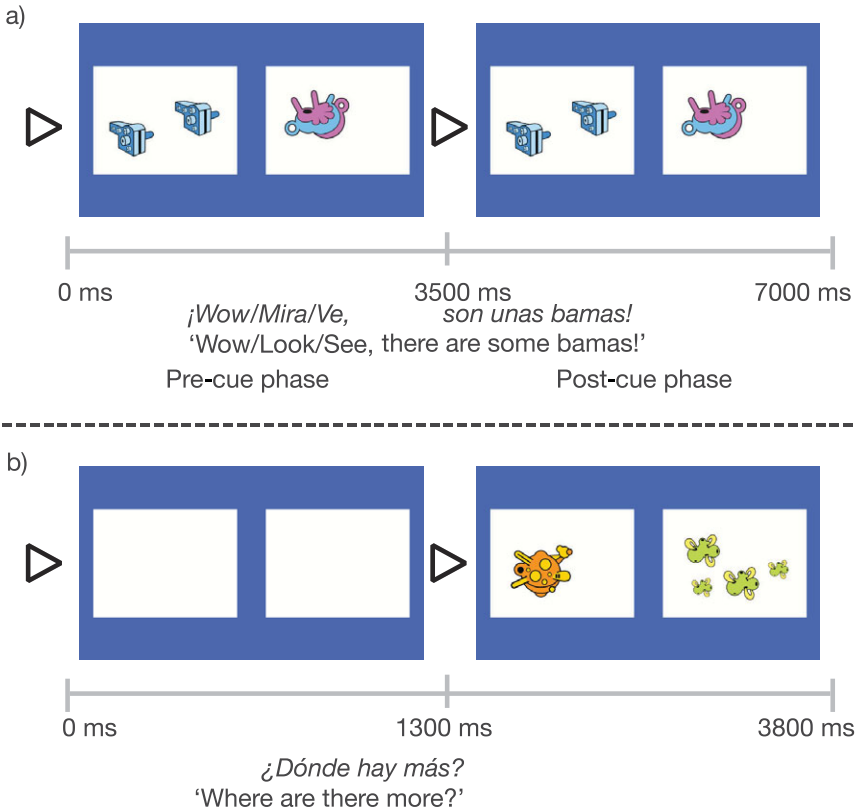 a)
0 ms 3500 ms 7000 ms
¡Wow/Mira/Ve, son unas bamas!
‘Wow/Look/See, there are some bamas!’
Pre-cue phase Post-cue phase
b)
0 ms 1300 ms 3800 ms
¿Dónde hay más?
‘Where are there more?’